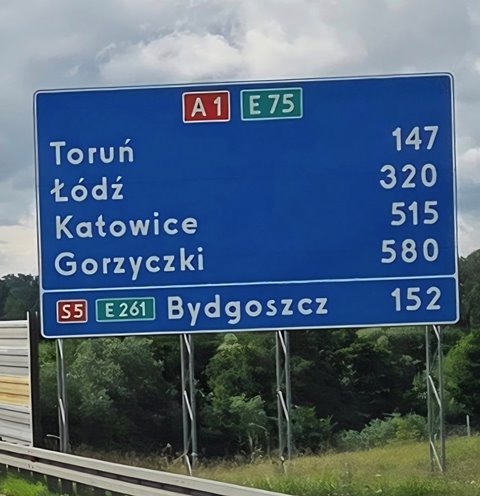 A1 E 75
Toruń 147
Łódź 320
Katowice 515
Gorzyczki 580
S5 E 261 Bydgoszcz 152